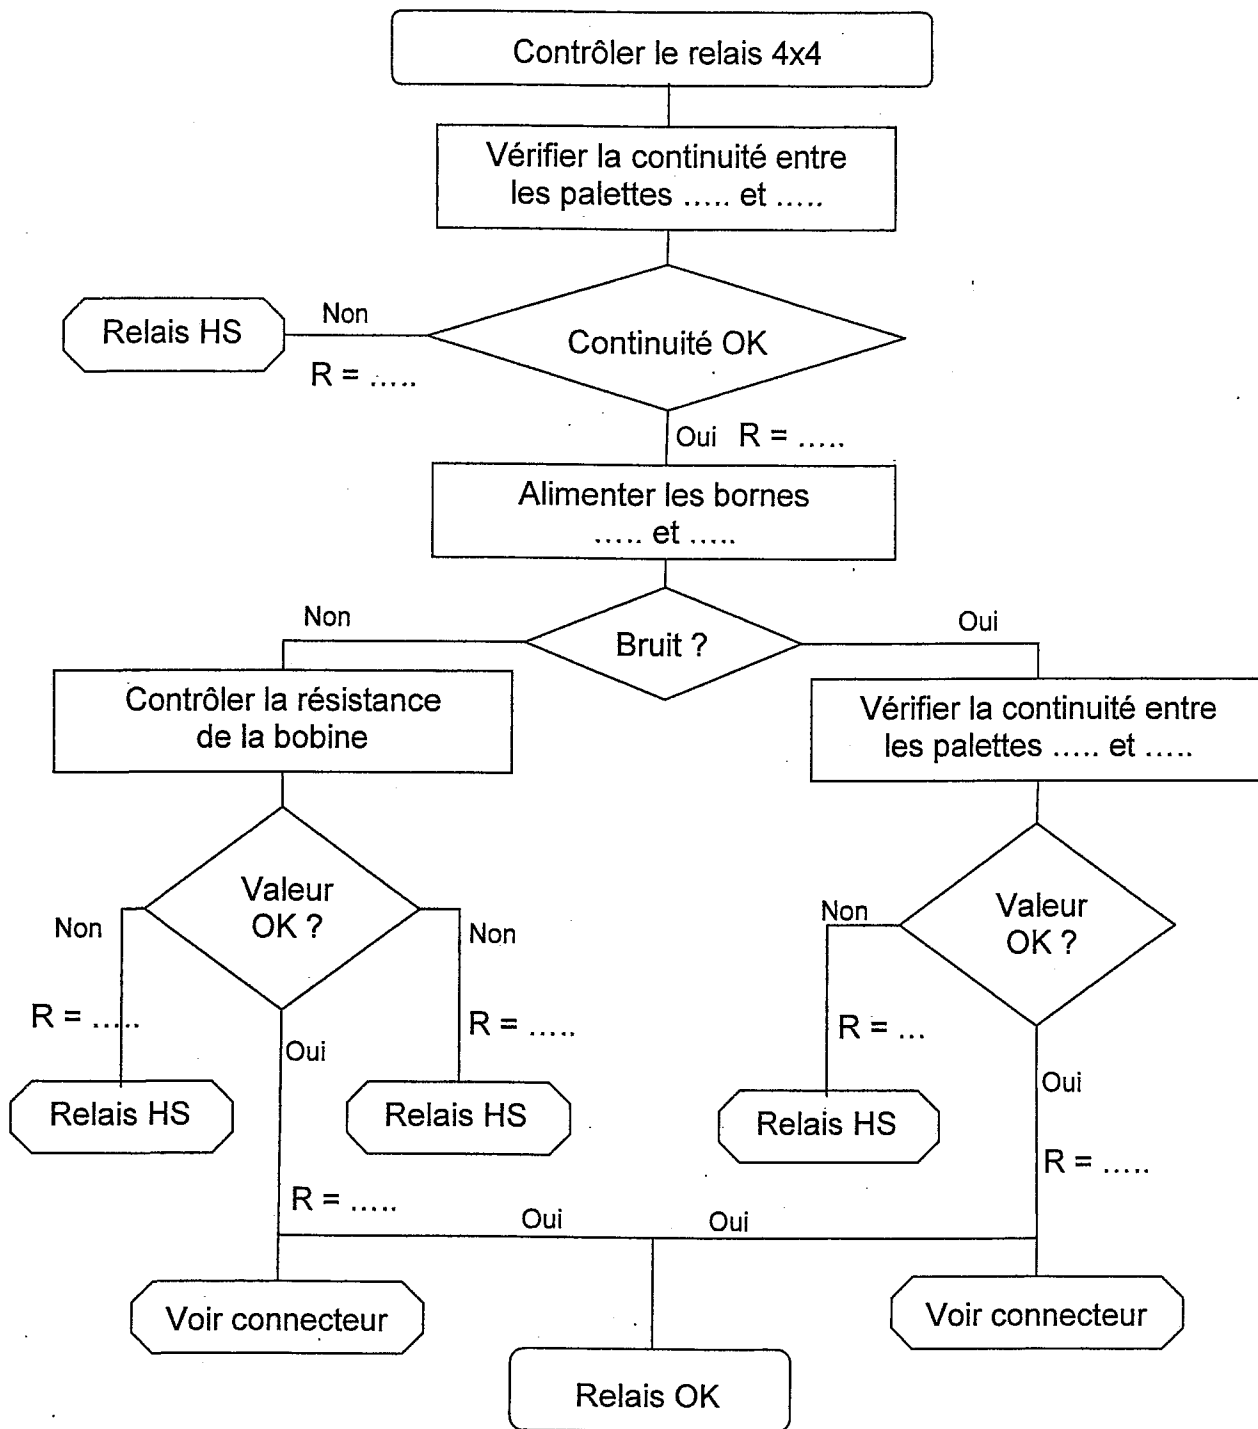 Contrôler le relais 4x4
Vérifier la continuité entre
les palettes ..... et .....
Non
Relais HS
Continuité OK
R = .....
Oui R = .....
Alimenter les bornes
..... et .....
Non
Bruit ?
Oui
Contrôler la résistance
de la bobine
Vérifier la continuité entre
les palettes ..... et .....
Valeur
OK ?
Non
Non
R = .....
R = .....
Oui
Relais HS
Relais HS
R = .....
Valeur
OK ?
Non
R = ...
Oui
Relais HS
R = .....
Oui
Oui
Voir connecteur
Voir connecteur
Relais OK